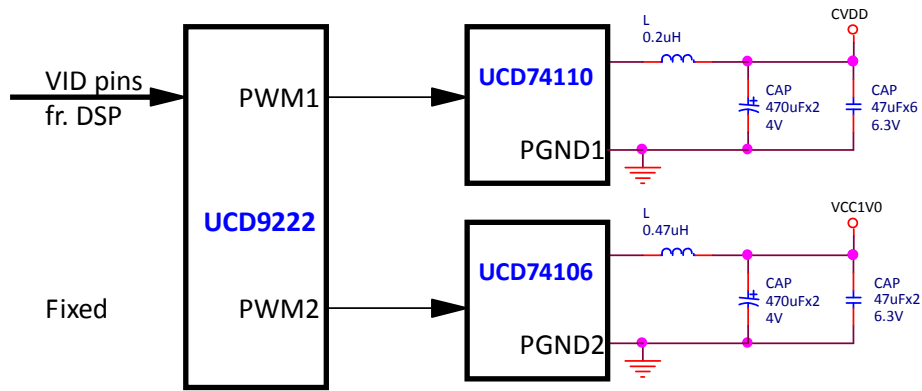 VID pins
fr. DSP
Fixed
PWM1
UCD9222
PWM2
UCD74110
PGND1
L
0.2uH
CVDD
CAP
470uFx2
4V
CAP
47uFx6
6.3V
UCD74106
PGND2
L
0.47uH
VCC1V0
CAP
470uFx2
4V
CAP
47uFx2
6.3V